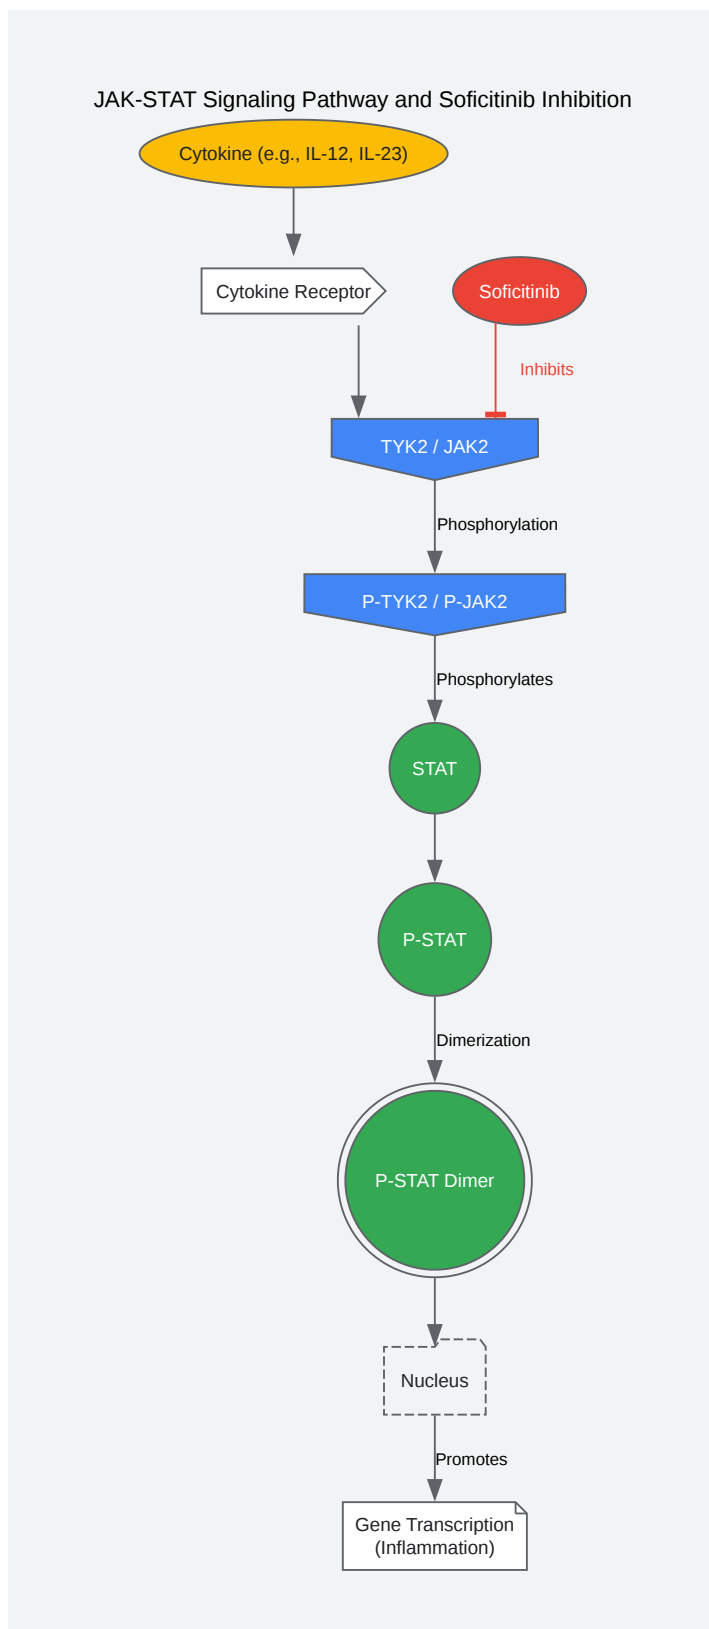 JAK-STAT Signaling Pathway and Soficitinib Inhibition
Cytokine (e.g., IL-12, IL-23)
Cytokine Receptor
Soficitinib
Inhibits
TYK2 / JAK2
Phosphorylation
P-TYK2 / P-JAK2
Phosphorylates
STAT
P-STAT
Dimerization
P-STAT Dimer
Nucleus
Promotes
Gene Transcription
(Inflammation)